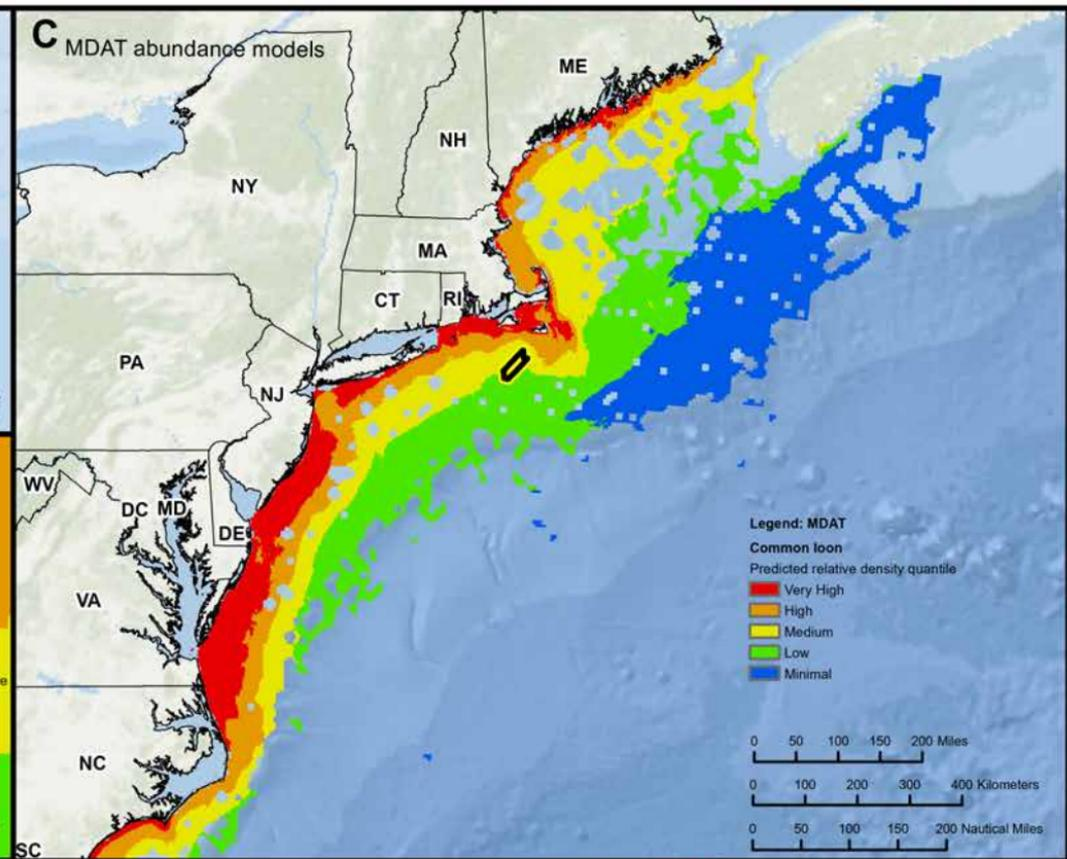 C MDAT abundance models
ME
NH
NY
MA
CT RI
PA
NJ
WV
DC MD
DE
VA
NC
SC
e
Legend: MDAT
Common loon
Predicted relative density quantile
Very High
High
Medium
Low
Minimal
0 50 100 150 200 Miles
0 100 200 300 400 Kilometers
0 50 100 150 200 Nautical Miles